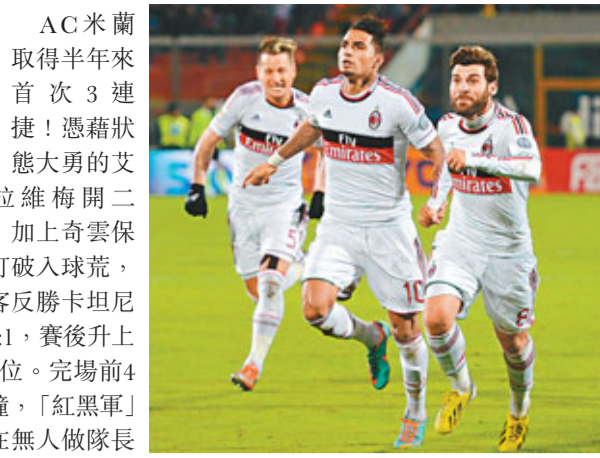 AC米蘭
取得半年來
首次3連
捷！憑藉狀
態大勇的艾
拉維梅開二
加上奇雲保
打破入球荒，
客反勝卡坦尼
:1，賽後升上
位。完場前4
鐘，「紅黑軍」
在無人做隊長
Fly
Emirates
Fly
Emirates
10
Emirates
5